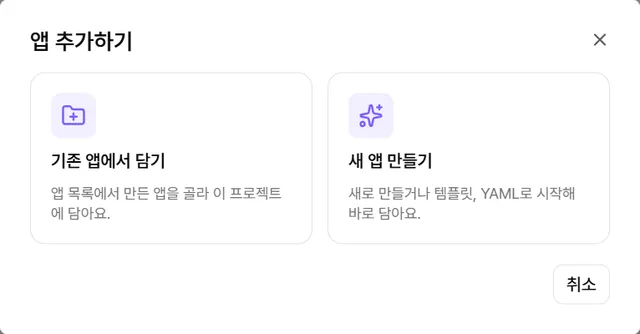 앱 추가하기
기존 앱에서 담기
앱 목록에서 만든 앱을 골라 이 프로젝트
에 담아요.
새 앱 만들기
새로 만들거나 템플릿, YAML로 시작해
바로 담아요.
취소